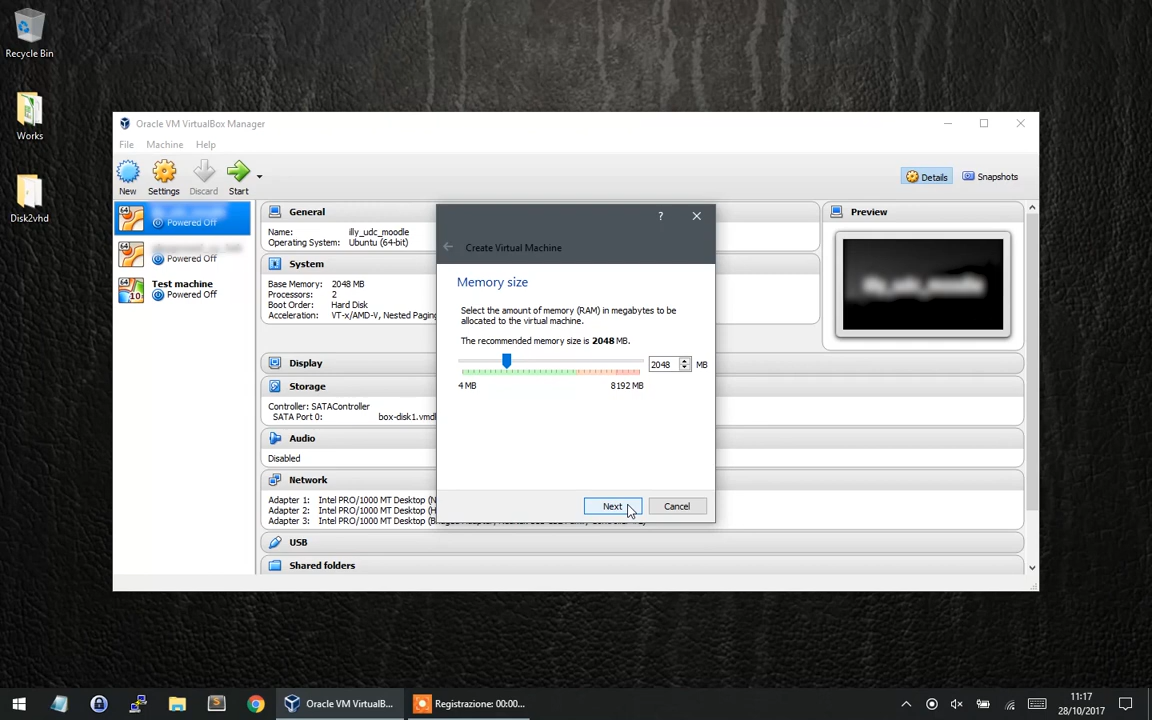 Recycle Bin
Works
Disk2vhd
Oracle VM VirtualBox Manager
File Machine Help
New Settings Discard Start
Details Snapshots
Powered Off
Powered Off
Test machine
Powered Off
64
64
64
10
General
Name: illy_udc_moodle
Operating System: Ubuntu (64-bit)
System
Base Memory: 2048 MB
Processors: 2
Boot Order: Hard Disk
Acceleration: VT-x/AMD-V, Nested Paging
Display
Storage
Controller: SATAController
SATA Port 0: box-disk1.vmdk
Audio
Disabled
Network
Adapter 1: Intel PRO/1000 MT Desktop (N
Adapter 2: Intel PRO/1000 MT Desktop (H
Adapter 3: Intel PRO/1000 MT Desktop
USB
Shared folders
Preview
?
Create Virtual Machine
Memory size
Select the amount of memory (RAM) in megabytes to be
allocated to the virtual machine.
The recommended memory size is 2048 MB.
2048 MB
4 MB 8192 MB
Next Cancel
Oracle VM VirtualB...
Registrazione: 00:00...
11:17
28/10/2017